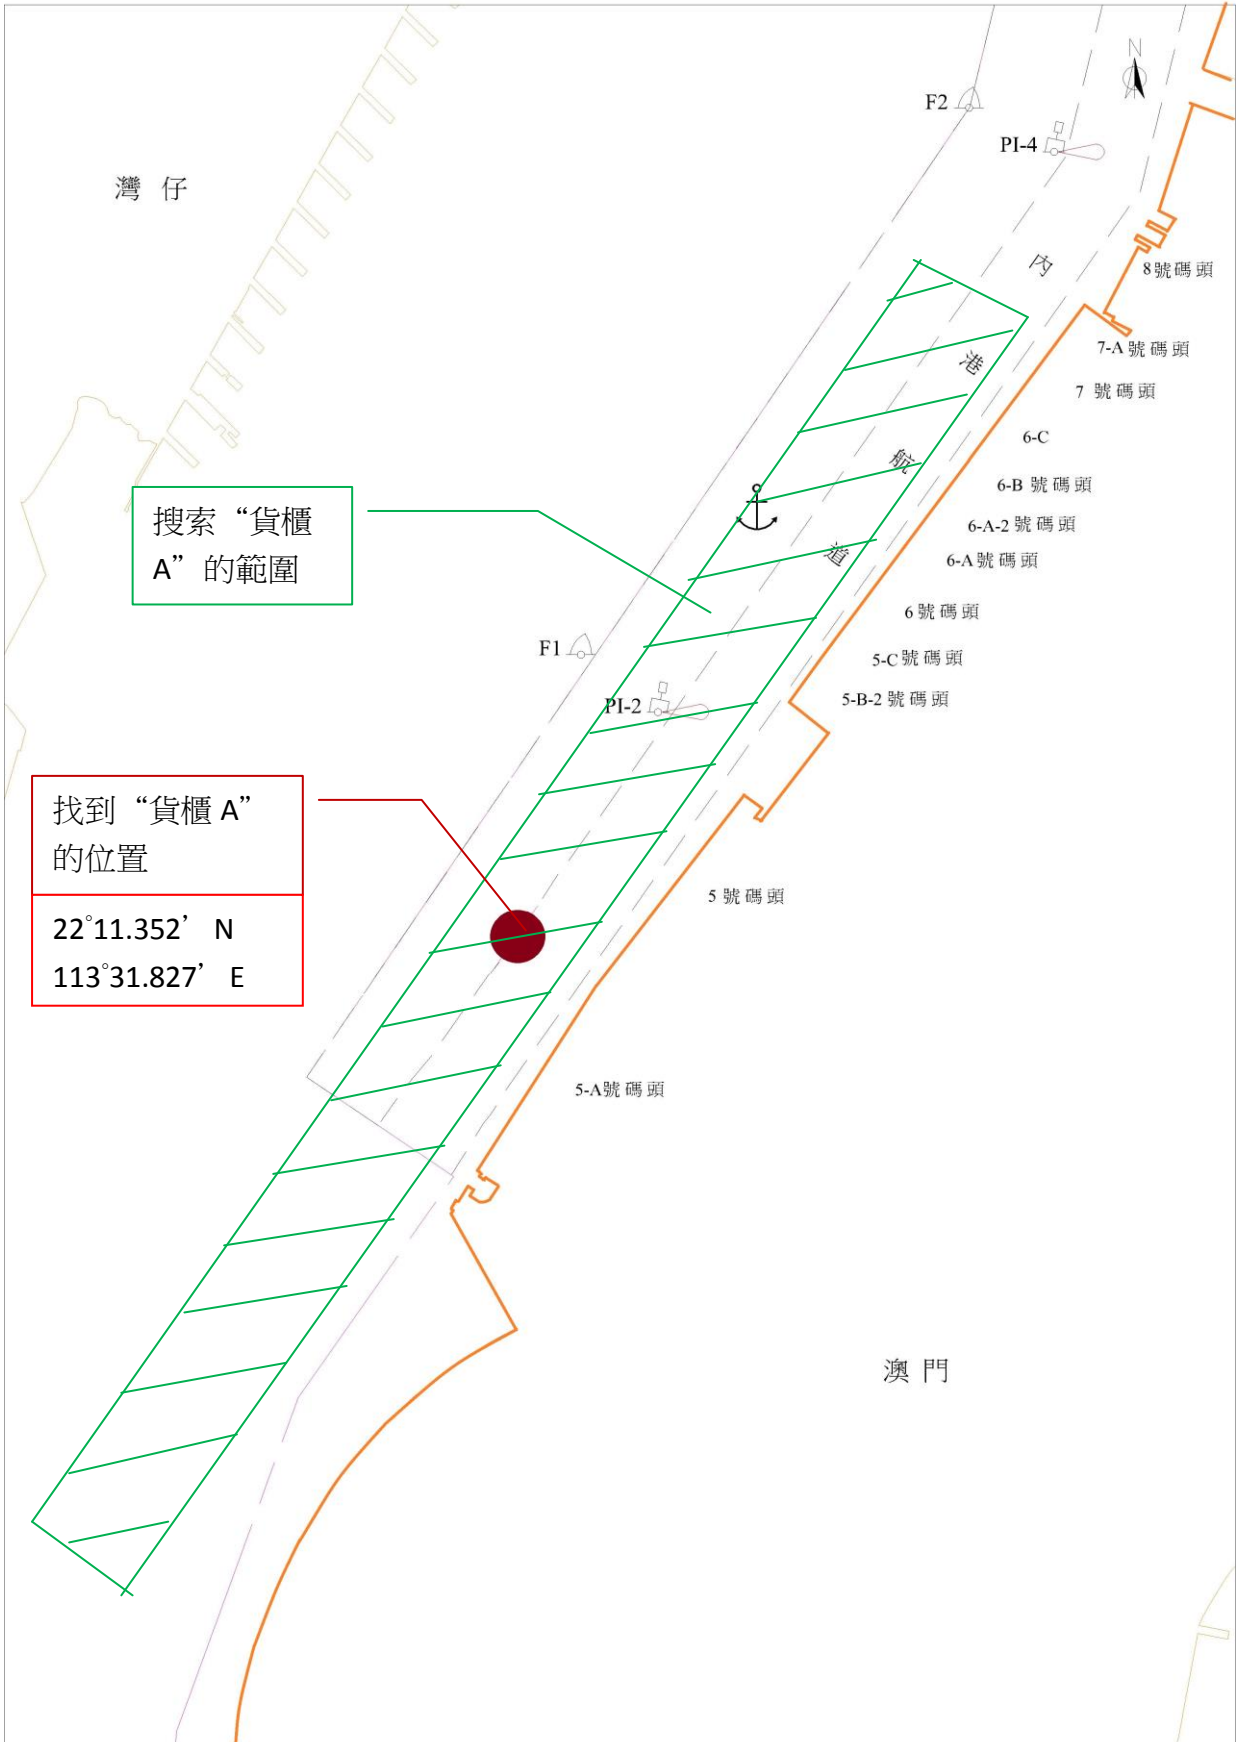 N
F2
PI-4
灣 仔
內
8號碼頭
港
7-A 號碼頭
7 號碼頭
6-C
航
6-B 號碼頭
搜索“貨櫃
A”的範圍
6-A-2 號碼頭
道
6-A號碼頭
6 號碼頭
F1
5-C 號碼頭
PI-2
5-B-2 號碼頭
找到“貨櫃 A”
的位置
22°11.352’ N
113°31.827’ E
5 號碼頭
5-A號碼頭
澳 門